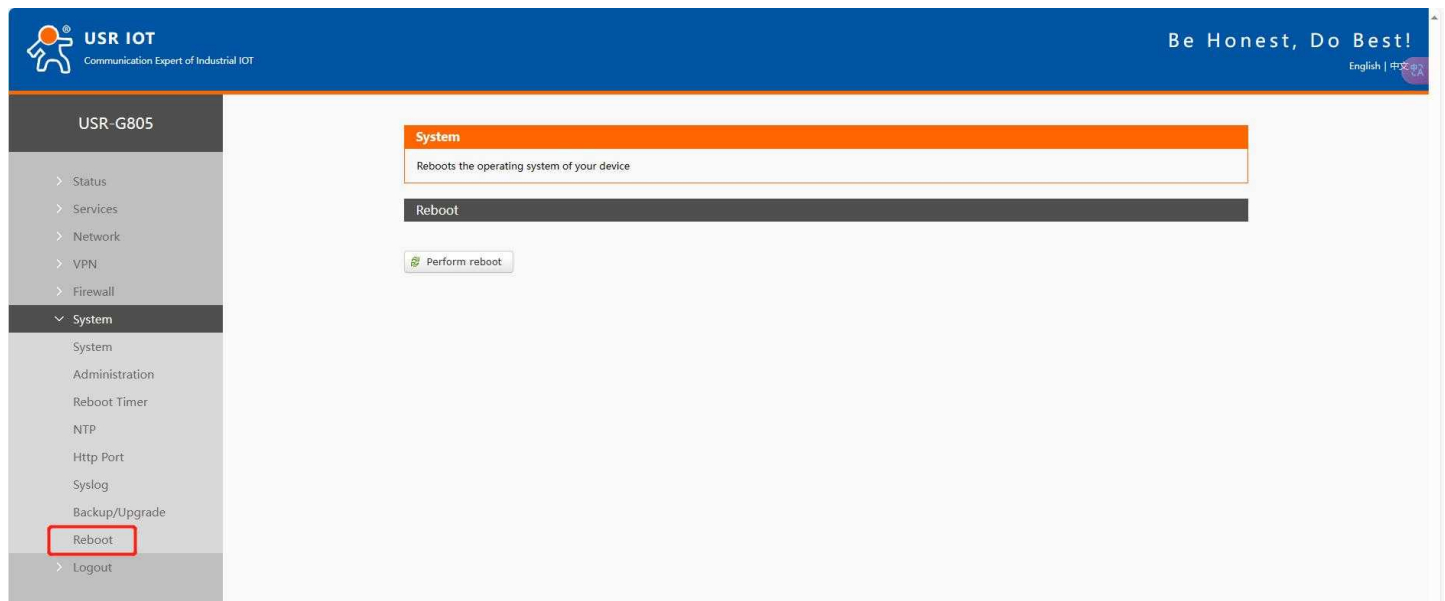 USR IOT
Communication Expert of Industrial IOT
Be Honest, Do Best!
English | 中文
USR-G805
Status
Services
Network
VPN
Firewall
System
System
Administration
Reboot Timer
NTP
Http Port
Syslog
Backup/Upgrade
Reboot
Logout
System
Reboots the operating system of your device
Reboot
Perform reboot